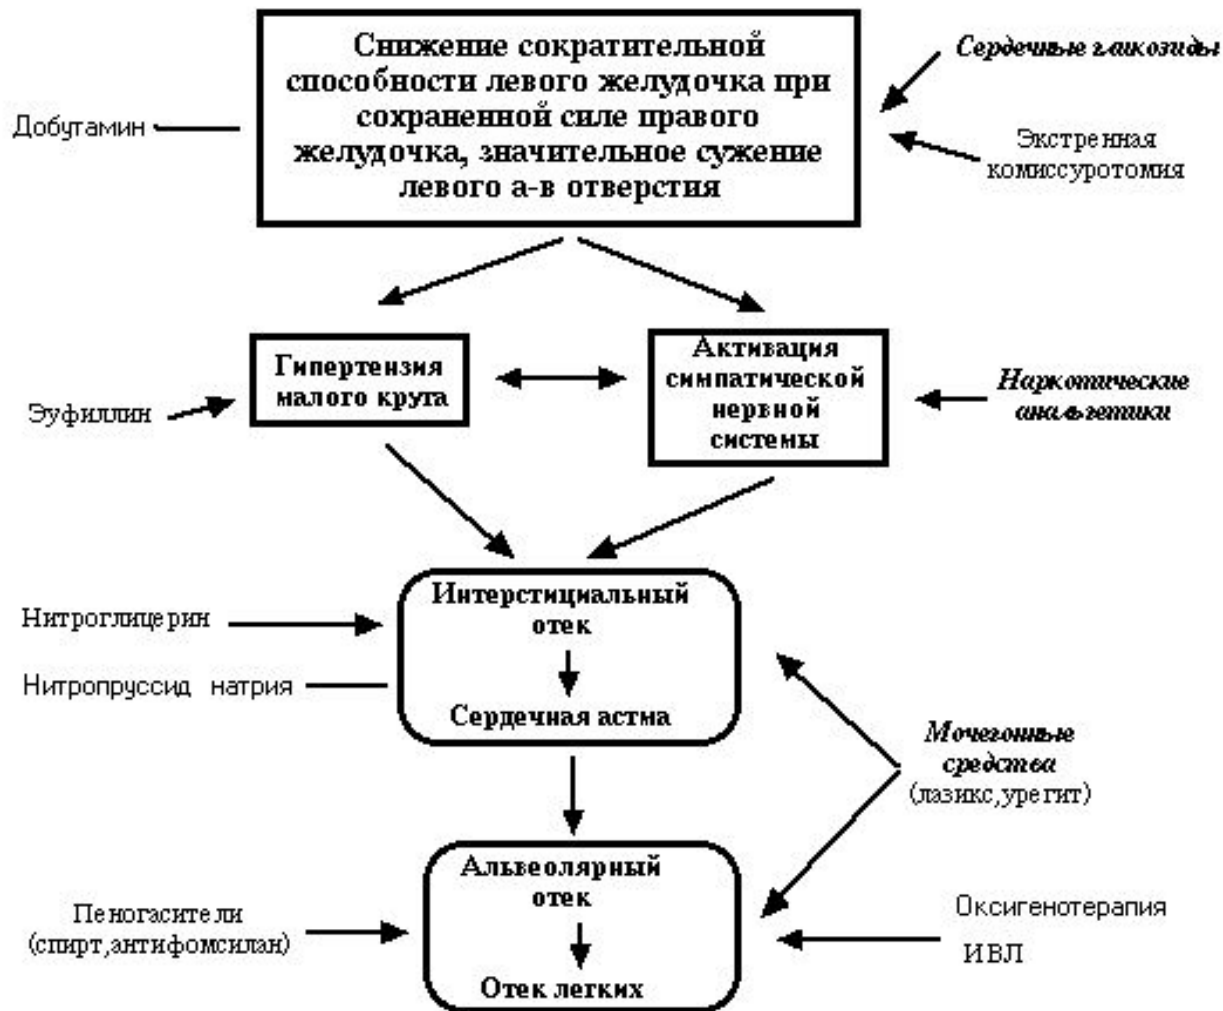 Снижение сократительной
способности левого желудочка при
сохраненной силе правого
желудочка, значительное сужение
левого а-в отверстия
Сердечные гликозиды
Добутамин
Экстренная
комиссуротомия
Гипертензия
малого круга
Активация
симпатической
нервной
системы
Эуфиллин
Наркотические
анальгетики
Интерстициальный
отек
Сердечная астма
Нитроглицерин
Нитропруссид натрия
Мочегонные
средства
(лазикс,урегит)
Альвеолярный
отек
Отек легких
Пеногасители
(спирт,антифомсилан)
Оксигенотерапия
ИВЛ